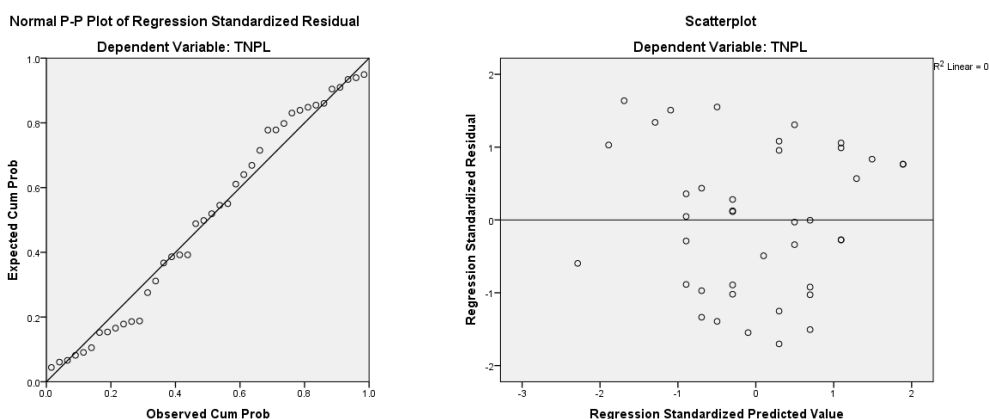 Normal P-P Plot of Regression Standardized Residual
Dependent Variable: TNPL
Expected Cum Prob
1.0
0.8
0.6
0.4
0.2
0.0
0.0 0.2 0.4 0.6 0.8 1.0
Observed Cum Prob
Scatterplot
Dependent Variable: TNPL
R² Linear = 0
Regression Standardized Residual
2
1
0
-1
-2
-3 -2 -1 0 1 2
Regression Standardized Predicted Value